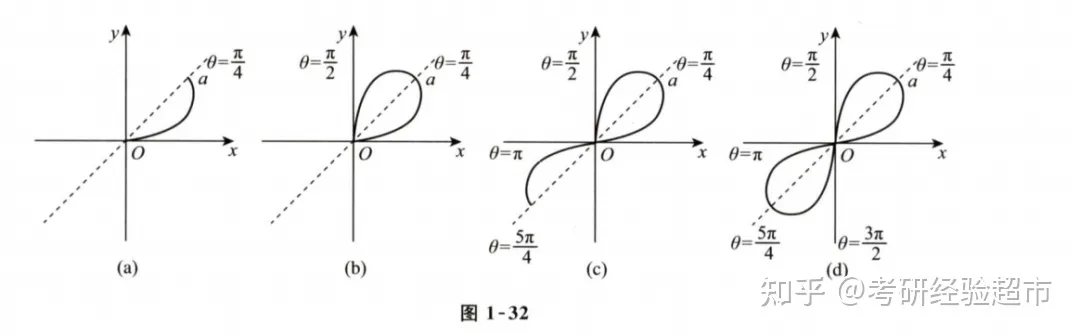 y
θ=π/4
a
O
x
(a)
y
θ=π/2
θ=π/4
a
O
x
(b)
y
θ=π/2
θ=π/4
a
θ=π
O
x
θ=5π/4
(c)
y
θ=π/2
θ=π/4
a
θ=π
O
x
θ=5π/4
θ=3π/2
(d)
图 1-32
知乎 @考研经验超市